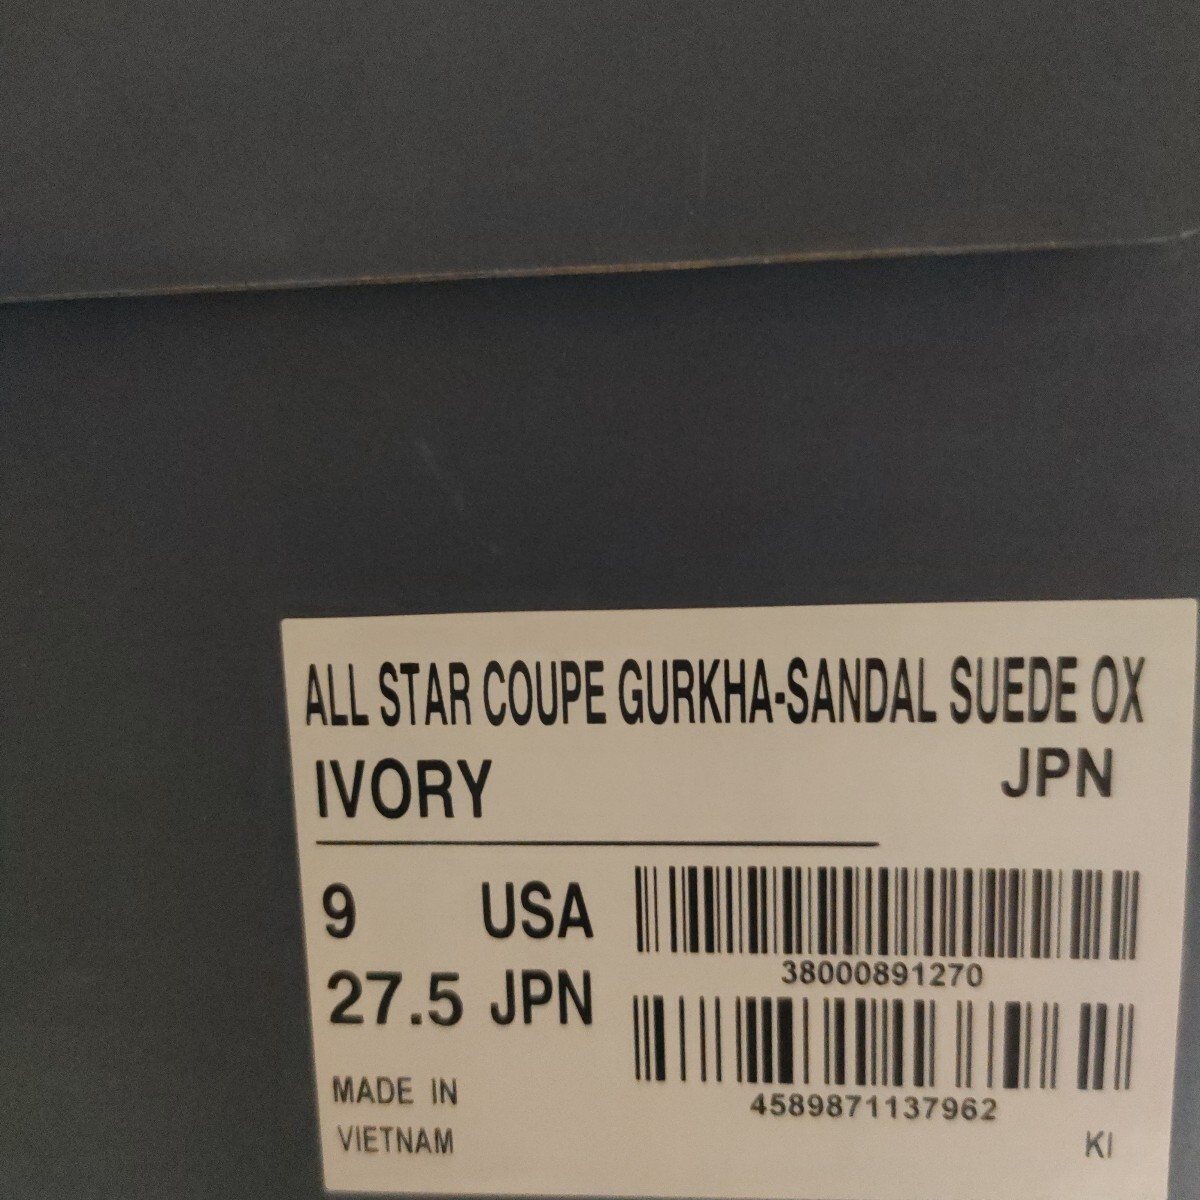 ALL STAR COUPE GURKHA-SANDAL SUEDE OX
IVORY JPN
9 USA
38000891270
27.5 JPN
4589871137962
MADE IN
VIETNAM
KI